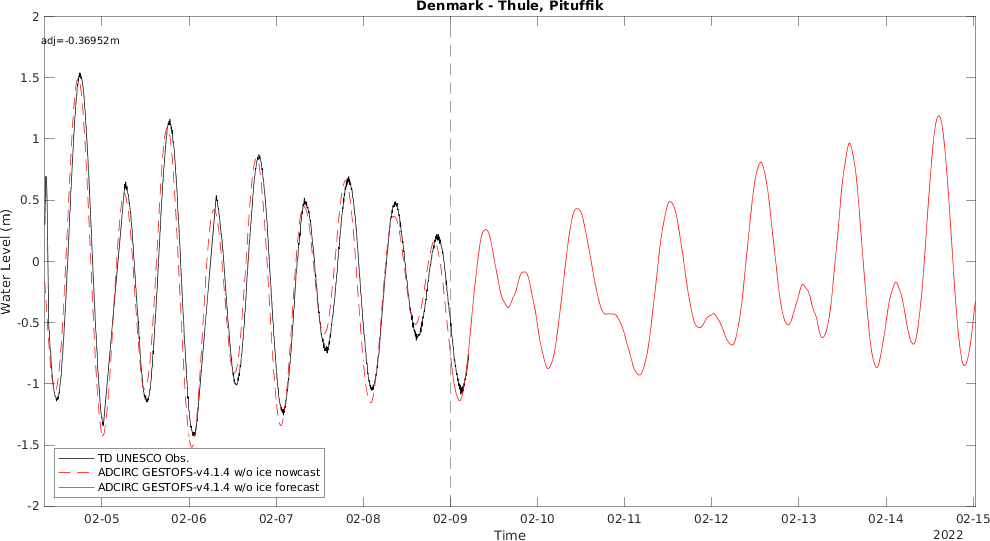 Denmark - Thule, Pituffik
adj=-0.36952m
Water Level (m)
2
1.5
1
0.5
0
-0.5
-1
-1.5
-2
TD UNESCO Obs.
ADCIRC GESTOFS-v4.1.4 w/o ice nowcast
ADCIRC GESTOFS-v4.1.4 w/o ice forecast
02-05 02-06 02-07 02-08 02-09 02-10 02-11 02-12 02-13 02-14 02-15
Time
2022